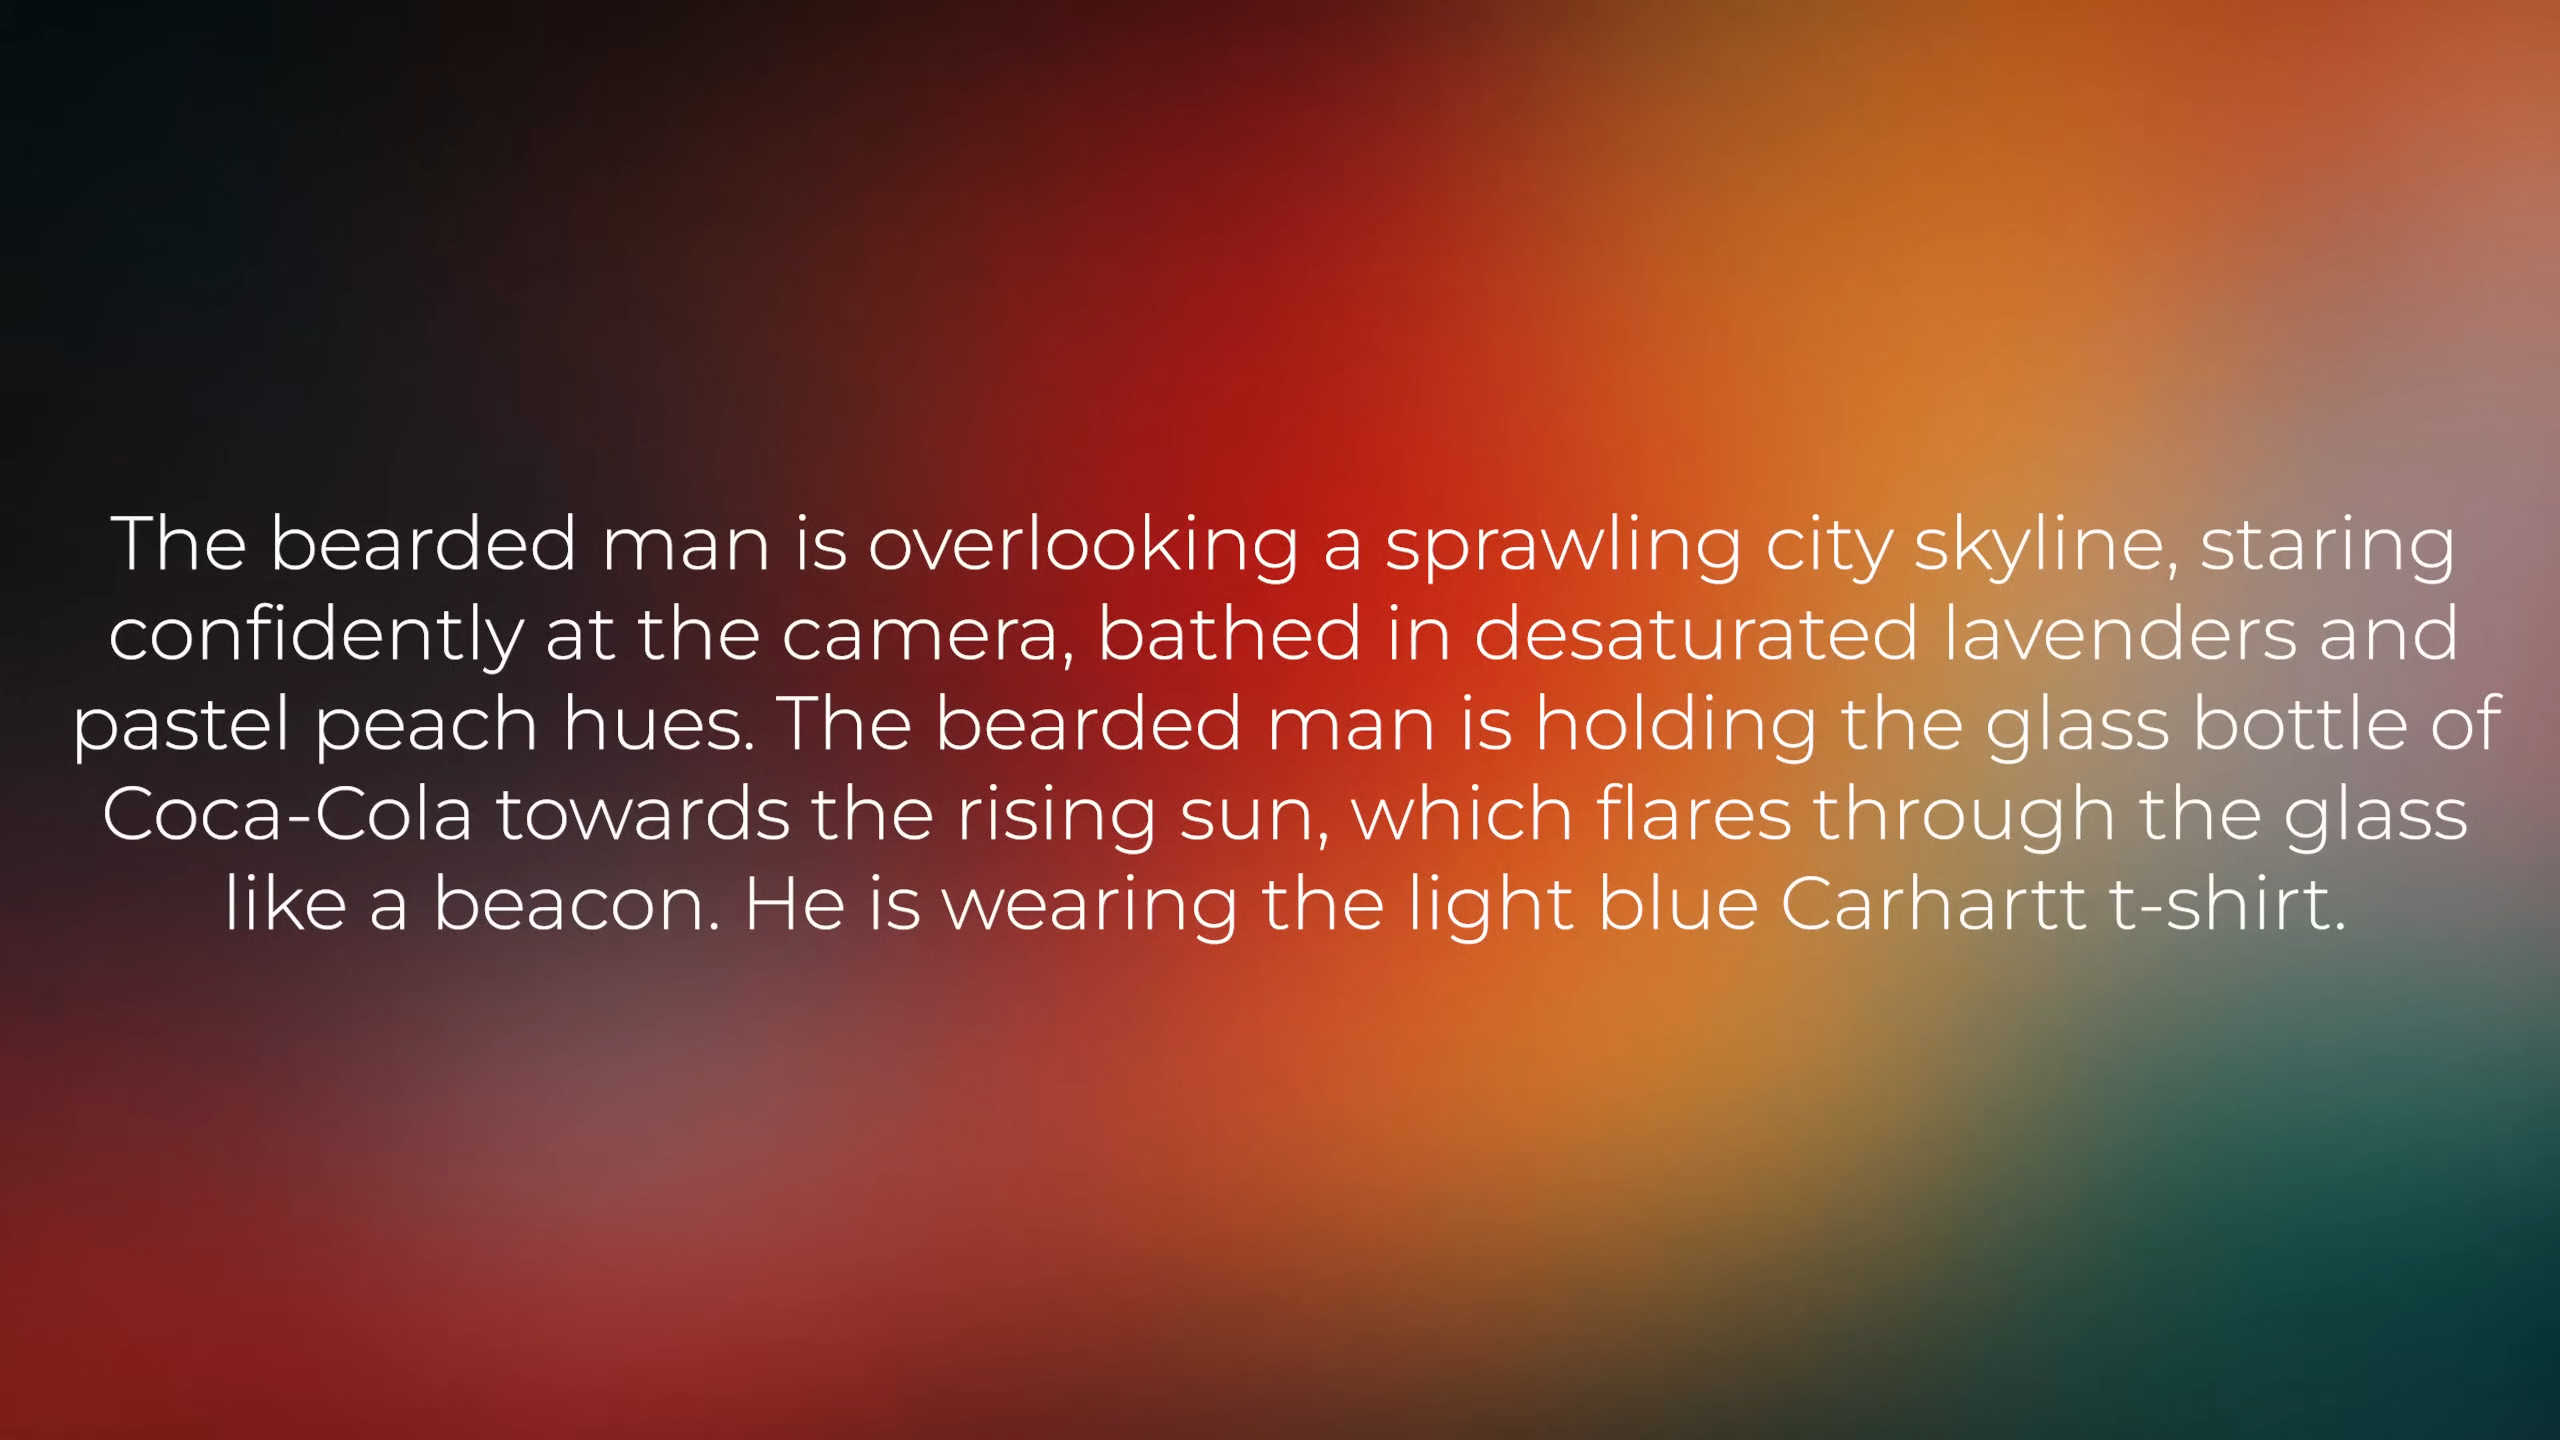 The bearded man is overlooking a sprawling city skyline, staring
confidently at the camera, bathed in desaturated lavenders and
pastel peach hues. The bearded man is holding the glass bottle of
Coca-Cola towards the rising sun, which flares through the glass
like a beacon. He is wearing the light blue Carhartt t-shirt.